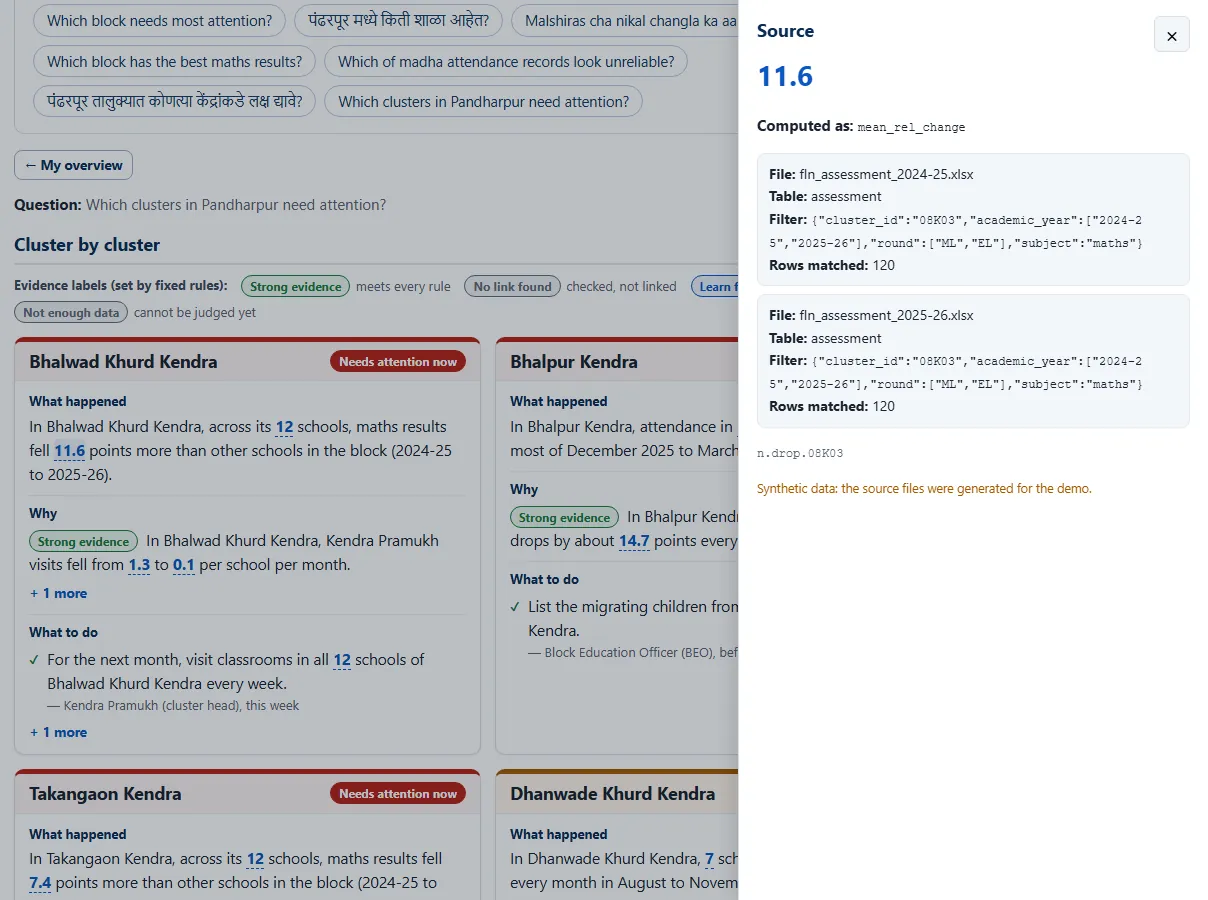 Which block needs most attention?
पंढरपूर मध्ये किती शाळा आहेत?
Malshiras cha nikal changla ka aa
Which block has the best maths results?
Which of madha attendance records look unreliable?
पंढरपूर तालुक्यात कोणत्या केंद्रांकडे लक्ष द्यावे?
Which clusters in Pandharpur need attention?
← My overview
Question: Which clusters in Pandharpur need attention?
Cluster by cluster
Evidence labels (set by fixed rules): Strong evidence meets every rule No link found checked, not linked Learn f
Not enough data cannot be judged yet
Bhalwad Khurd Kendra Needs attention now
What happened
In Bhalwad Khurd Kendra, across its 12 schools, maths results
fell 11.6 points more than other schools in the block (2024-25
to 2025-26).
Why
Strong evidence In Bhalwad Khurd Kendra, Kendra Pramukh
visits fell from 1.3 to 0.1 per school per month.
+ 1 more
What to do
✓ For the next month, visit classrooms in all 12 schools of
Bhalwad Khurd Kendra every week.
— Kendra Pramukh (cluster head), this week
+ 1 more
Bhalpur Kendra
What happened
In Bhalpur Kendra, attendance in
most of December 2025 to March
Why
Strong evidence In Bhalpur Kendr
drops by about 14.7 points every
What to do
✓ List the migrating children from
Kendra.
— Block Education Officer (BEO), bef
Takangaon Kendra Needs attention now
What happened
In Takangaon Kendra, across its 12 schools, maths results fell
7.4 points more than other schools in the block (2024-25 to
Dhanwade Khurd Kendra
What happened
In Dhanwade Khurd Kendra, 7 sch
every month in August to Novem
Source
×
11.6
Computed as: mean_rel_change
File: fln_assessment_2024-25.xlsx
Table: assessment
Filter: {"cluster_id":"08K03","academic_year":["2024-2
5","2025-26"],"round":["ML","EL"],"subject":"maths"}
Rows matched: 120
File: fln_assessment_2025-26.xlsx
Table: assessment
Filter: {"cluster_id":"08K03","academic_year":["2024-2
5","2025-26"],"round":["ML","EL"],"subject":"maths"}
Rows matched: 120
n.drop.08K03
Synthetic data: the source files were generated for the demo.